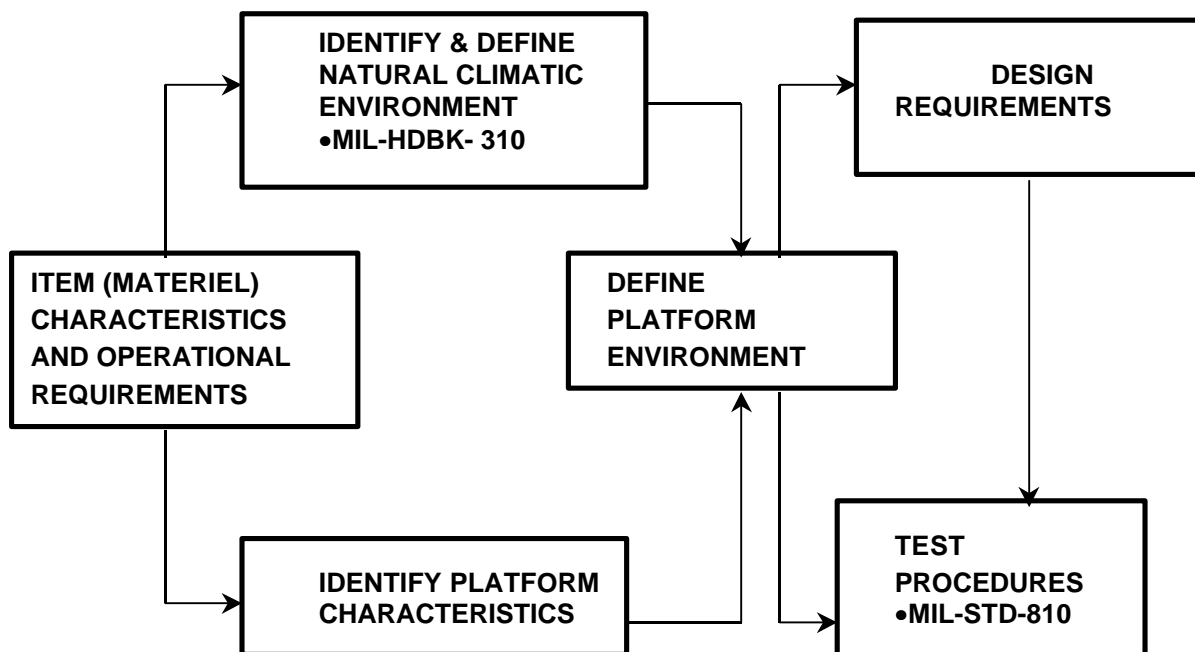 IDENTIFY & DEFINE
NATURAL CLIMATIC
ENVIRONMENT
•MIL-HDBK- 310
DESIGN
REQUIREMENTS
ITEM (MATERIEL)
CHARACTERISTICS
AND OPERATIONAL
REQUIREMENTS
DEFINE
PLATFORM
ENVIRONMENT
IDENTIFY PLATFORM
CHARACTERISTICS
TEST
PROCEDURES
•MIL-STD-810